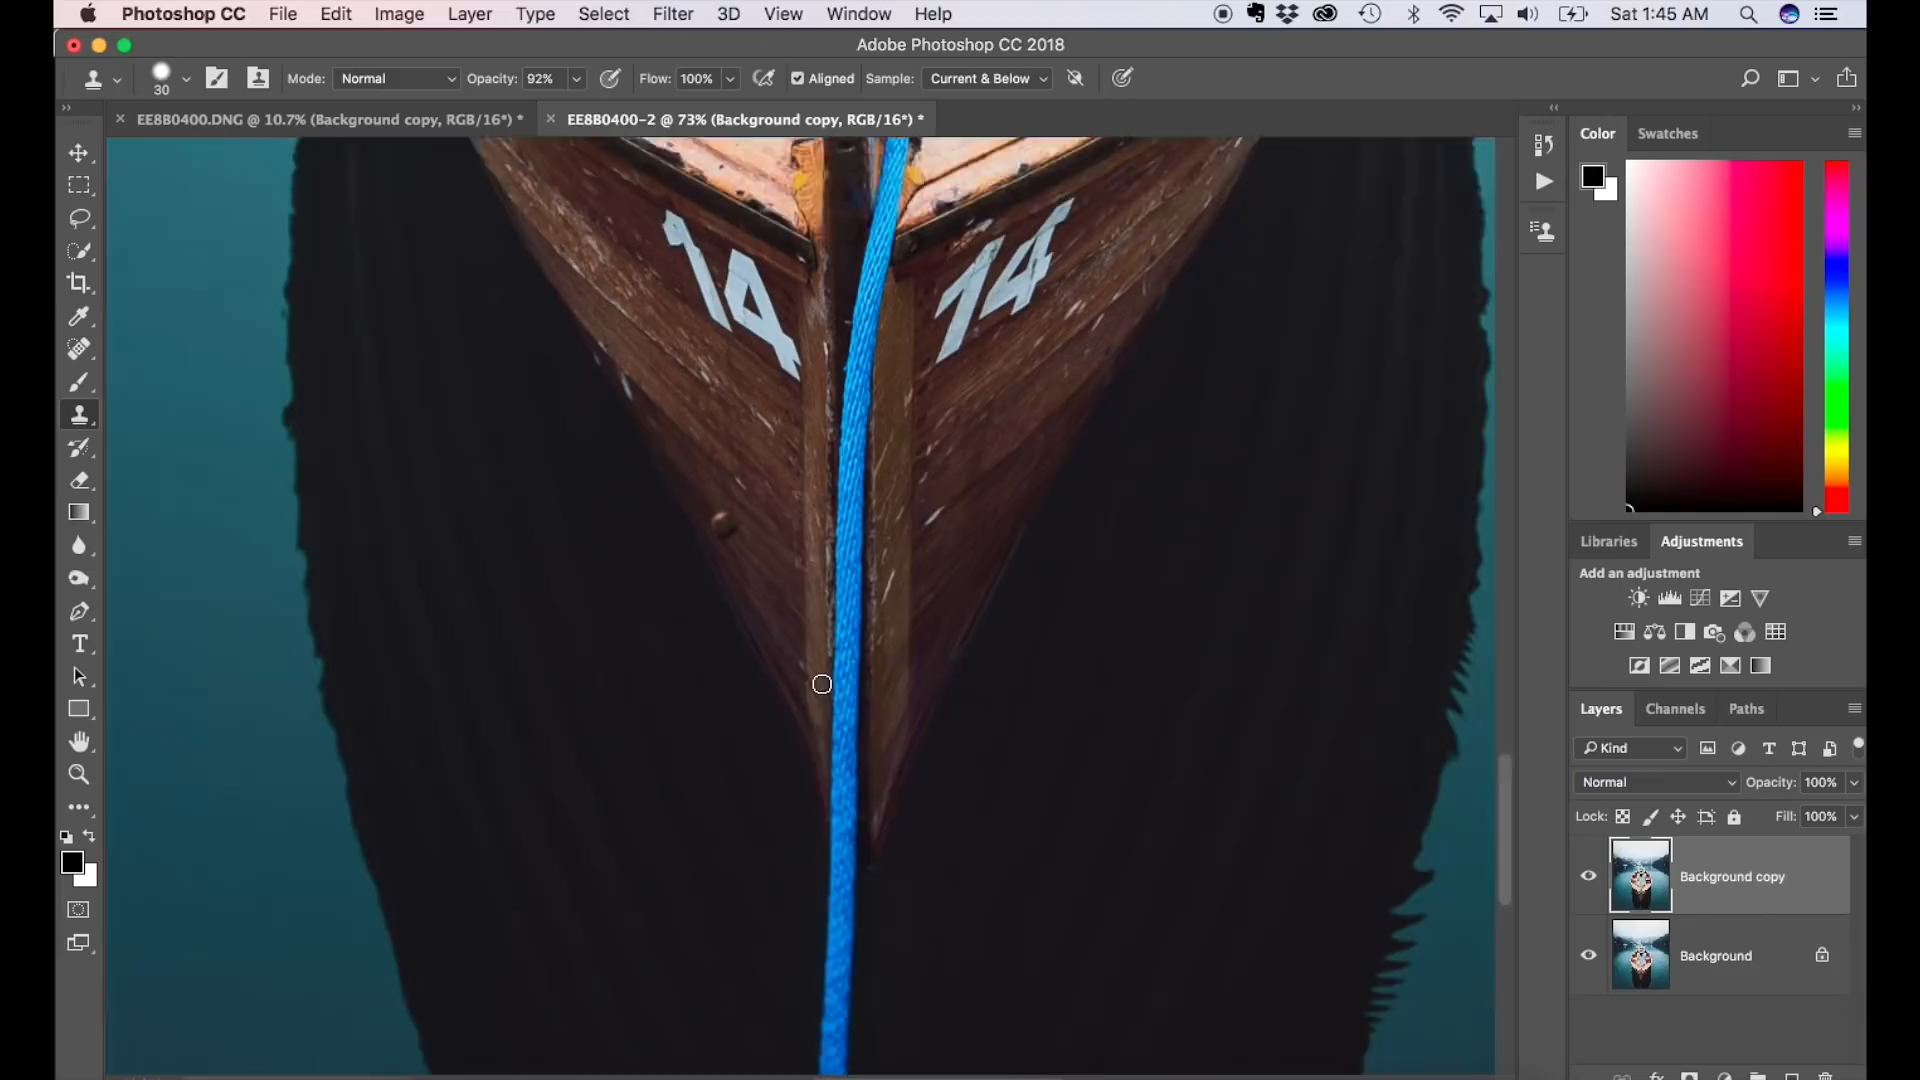 Photoshop CC File Edit Image Layer Type Select Filter 3D View Window Help Sat 1:45 AM
Adobe Photoshop CC 2018
30 Mode: Normal Opacity: 92% Flow: 100% Aligned Sample: Current & Below
EE8B0400.DNG @ 10.7% (Background copy, RGB/16*) * EE8B0400-2 @ 73% (Background copy, RGB/16*) *
Color Swatches
14 14
Libraries Adjustments
Add an adjustment
Layers Channels Paths
Kind
Normal Opacity: 100%
Lock: Fill: 100%
Background copy
Background